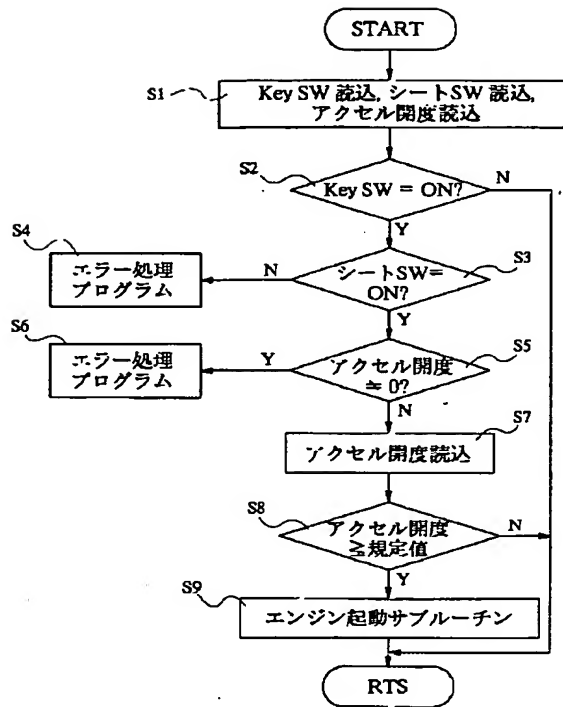 START
S1
Key SW 読込, シートSW 読込,
アクセル開度読込
S2
Key SW = ON?
N
Y
S4
エラー処理
プログラム
N
シートSW=
ON?
S3
Y
S6
エラー処理
プログラム
Y
アクセル開度
≠ 0?
S5
N
S7
アクセル開度読込
S8
アクセル開度
≧規定値
N
Y
S9
エンジン起動サブルーチン
RTS